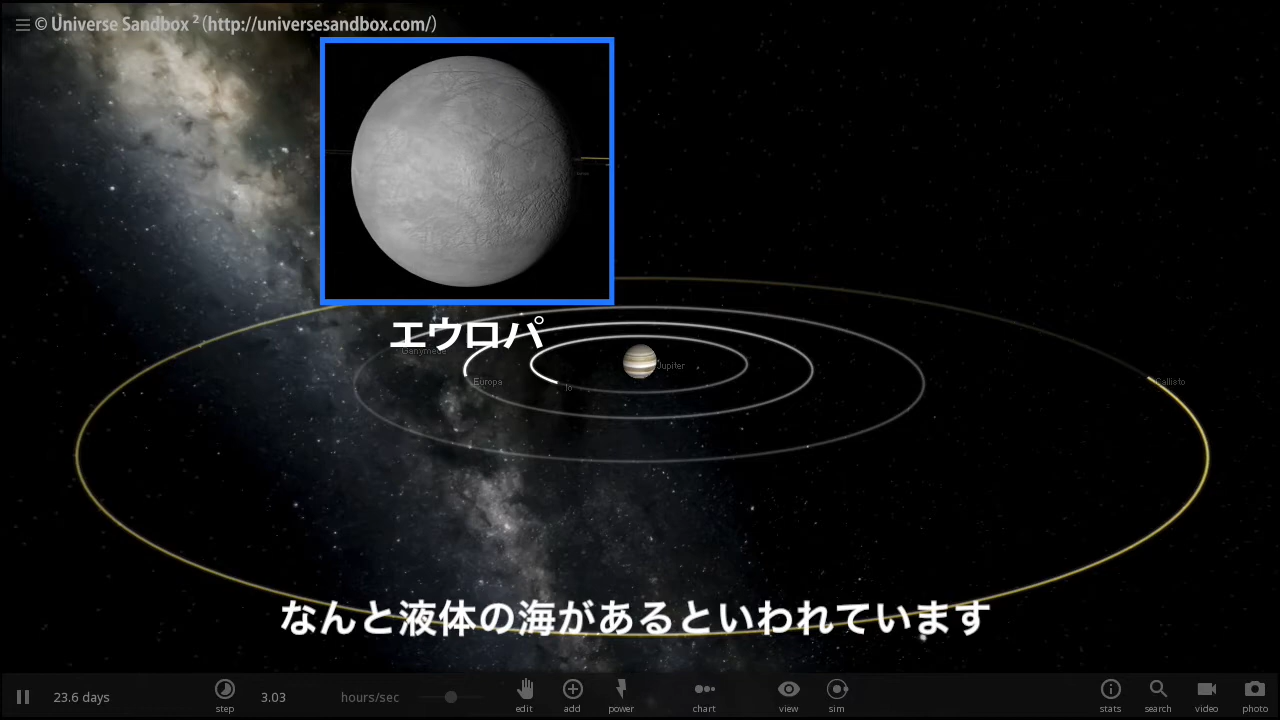 © Universe Sandbox ² (http://universesandbox.com/)
エウロパ
Ganymede
Jupiter
Europa
Io
Callisto
なんと液体の海があるといわれています
23.6 days
step
3.03
hours/sec
edit
add
power
chart
view
sim
stats
search
video
photo